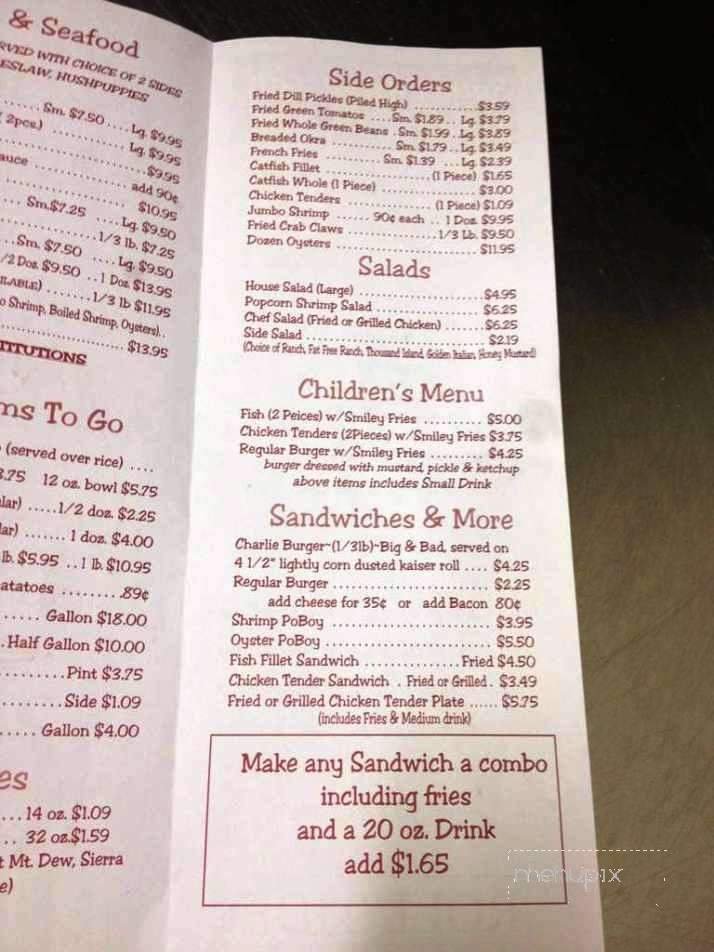 & Seafood
RVED WITH CHOICE OF 2 SIDES
ESLAW, HUSHPUPPIES
..... Sm. $7.50 .... Lg. $9.95
( 2pcs.) ............ Lg. $9.95
.................... $9.95
auce ............... add 90¢
.................... $10.95
... Sm.$7.25 .... Lg. $9.50
................ 1/3 lb. $7.25
... Sm. $7.50 .... Lg. $9.50
/2 Doz. $9.50 .. 1 Doz. $13.95
ILABLE) ....... 1/3 lb $11.95
o Shrimp, Boiled Shrimp, Oysters)..
.................... $13.95
TITUTIONS
ms To Go
(served over rice) ....
3.75 12 oz. bowl $5.75
lar) .....1/2 doz. $2.25
ar) ....... 1 doz. $4.00
lb. $5.95 ..1 lb. $10.95
atatoes ........89¢
..... Gallon $18.00
. Half Gallon $10.00
..........Pint $3.75
..........Side $1.09
..... Gallon $4.00
es
...14 oz. $1.09
... 32 oz.$1.59
t Mt. Dew, Sierra
e)
Side Orders
Fried Dill Pickles (Piled High) ............$3.59
Fried Green Tomatos ....Sm. $1.89 .. Lg. $3.79
Fried Whole Green Beans . Sm. $1.99 . Lg. $3.89
Breaded Okra ........... Sm. $1.79 .. Lg. $3.49
French Fries ........... Sm. $1.39 ...Lg. $2.39
Catfish Fillet ....................(1 Piece) $1.65
Catfish Whole (1 Piece) ................. $3.00
Chicken Tenders ................ (1 Piece) $1.09
Jumbo Shrimp ...... 90¢ each .. 1 Doz. $9.95
Fried Crab Claws .................1/3 Lb. $9.50
Dozen Oysters .......................... $11.95
Salads
House Salad (Large) .......................$4.95
Popcorn Shrimp Salad .................... $6.25
Chef Salad (Fried or Grilled Chicken) .......$6.25
Side Salad ................................$2.19
(Choice of Ranch, Fat Free Ranch, Thousand Island, Golden Italian, Honey Mustard)
Children's Menu
Fish (2 Peices) w/Smiley Fries .......... $5.00
Chicken Tenders (2Pieces) w/Smiley Fries $3.75
Regular Burger w/Smiley Fries ......... $4.25
burger dressed with mustard, pickle & ketchup
above items includes Small Drink
Sandwiches & More
Charlie Burger~(1/3lb)~Big & Bad, served on
4 1/2" lightly corn dusted kaiser roll .... $4.25
Regular Burger ........................... $2.25
add cheese for 35¢ or add Bacon 80¢
Shrimp PoBoy ........................... $3.95
Oyster PoBoy ............................ $5.50
Fish Fillet Sandwich ................Fried $4.50
Chicken Tender Sandwich . Fried or Grilled . $3.49
Fried or Grilled Chicken Tender Plate ...... $5.75
(includes Fries & Medium drink)
Make any Sandwich a combo
including fries
and a 20 oz. Drink
add $1.65
menupix